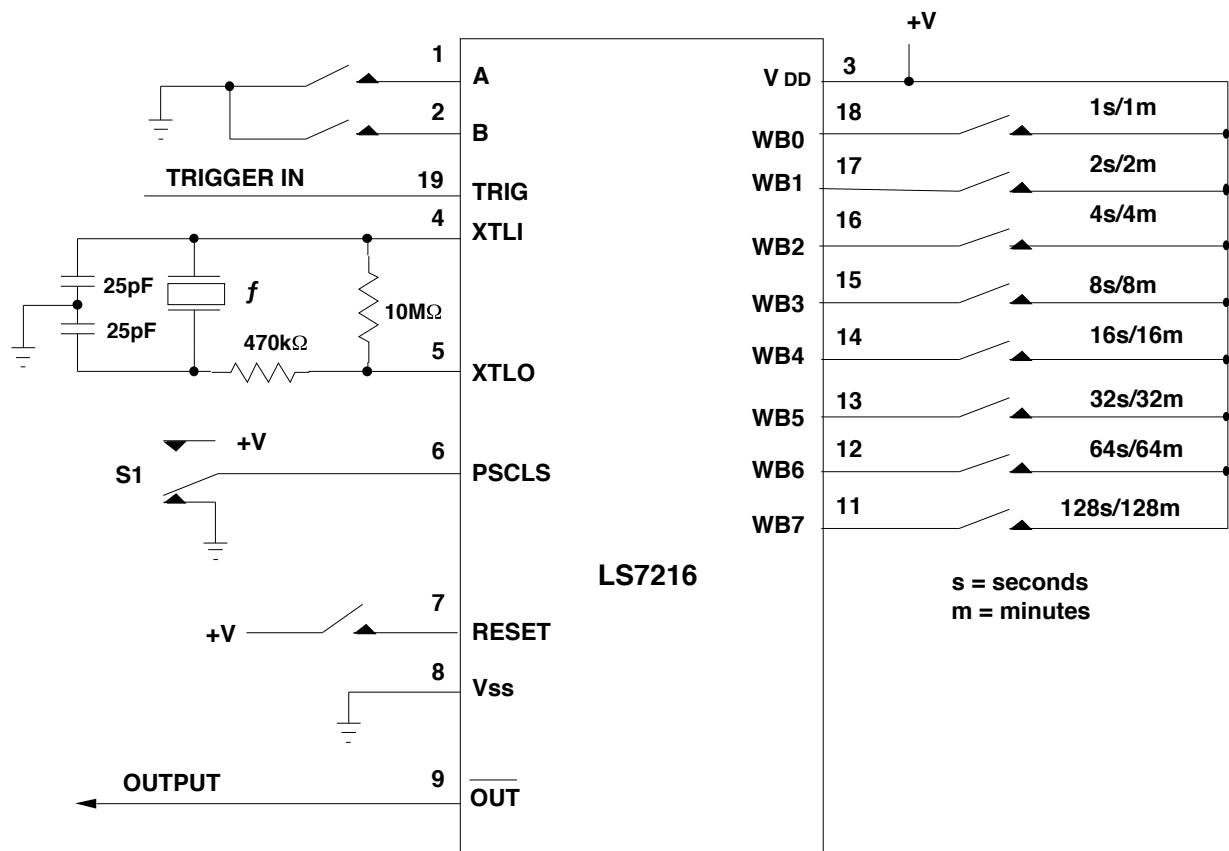 +V
1
A
3
V DD
2
B
18
WB0
1s/1m
TRIGGER IN
19
TRIG
17
WB1
2s/2m
4
XTLI
16
WB2
4s/4m
25pF
ƒ
10MΩ
15
WB3
8s/8m
25pF
470kΩ
5
XTLO
14
WB4
16s/16m
13
WB5
32s/32m
+V
S1
6
PSCLS
12
WB6
64s/64m
11
WB7
128s/128m
LS7216
s = seconds
m = minutes
+V
7
RESET
8
Vss
OUTPUT
9
OUT